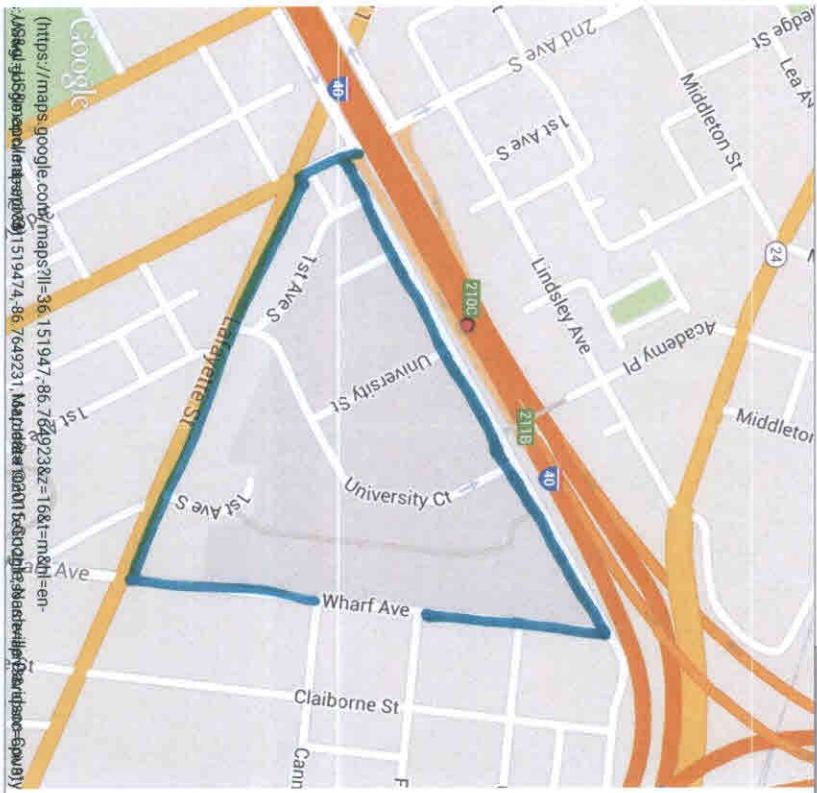 2nd Ave S
Lea Av
Middleton St
1st Ave S
24
40
Google
Lindsley Ave
210C
Academy Pl
1st Ave S
University St
Middleton
211B
Lafayette St
40
University Ct
1st Ave S
1st
Wharf Ave
Ave
Claiborne St
Cann
F
(https://maps.google.com/maps?ll=36.151947,-86.764923&z=16&t=m&hl=en-